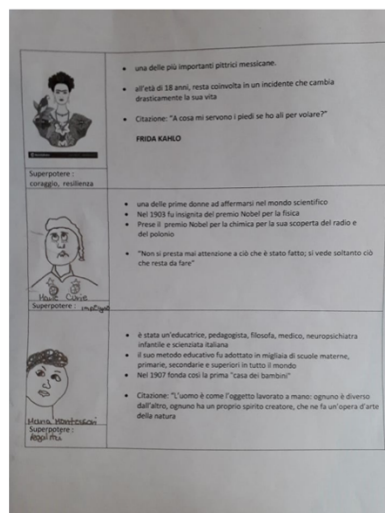 • una delle più importanti pittrici messicane.
• all'età di 18 anni, resta coinvolta in un incidente che cambia
drasticamente la sua vita
• Citazione: "A cosa mi servono i piedi se ho ali per volare?"
FRIDA KAHLO
Superpotere :
coraggio, resilienza
• una delle prime donne ad affermarsi nel mondo scientifico
• Nel 1903 fu insignita del premio Nobel per la fisica
• Prese il premio Nobel per la chimica per la sua scoperta del radio e
del polonio
• "Non si presta mai attenzione a ciò che è stato fatto; si vede soltanto ciò
che resta da fare"
Marie Curie
Superpotere :
• è stata un'educatrice, pedagogista, filosofa, medico, neuropsichiatra
infantile e scienziata italiana
• il suo metodo educativo fu adottato in migliaia di scuole materne,
primarie, secondarie e superiori in tutto il mondo
• Nel 1907 fonda così la prima "casa dei bambini"
• Citazione: "L'uomo è come l'oggetto lavorato a mano: ognuno è diverso
dall'altro, ognuno ha un proprio spirito creatore, che ne fa un'opera d'arte
della natura
Maria Montessori
Superpotere :